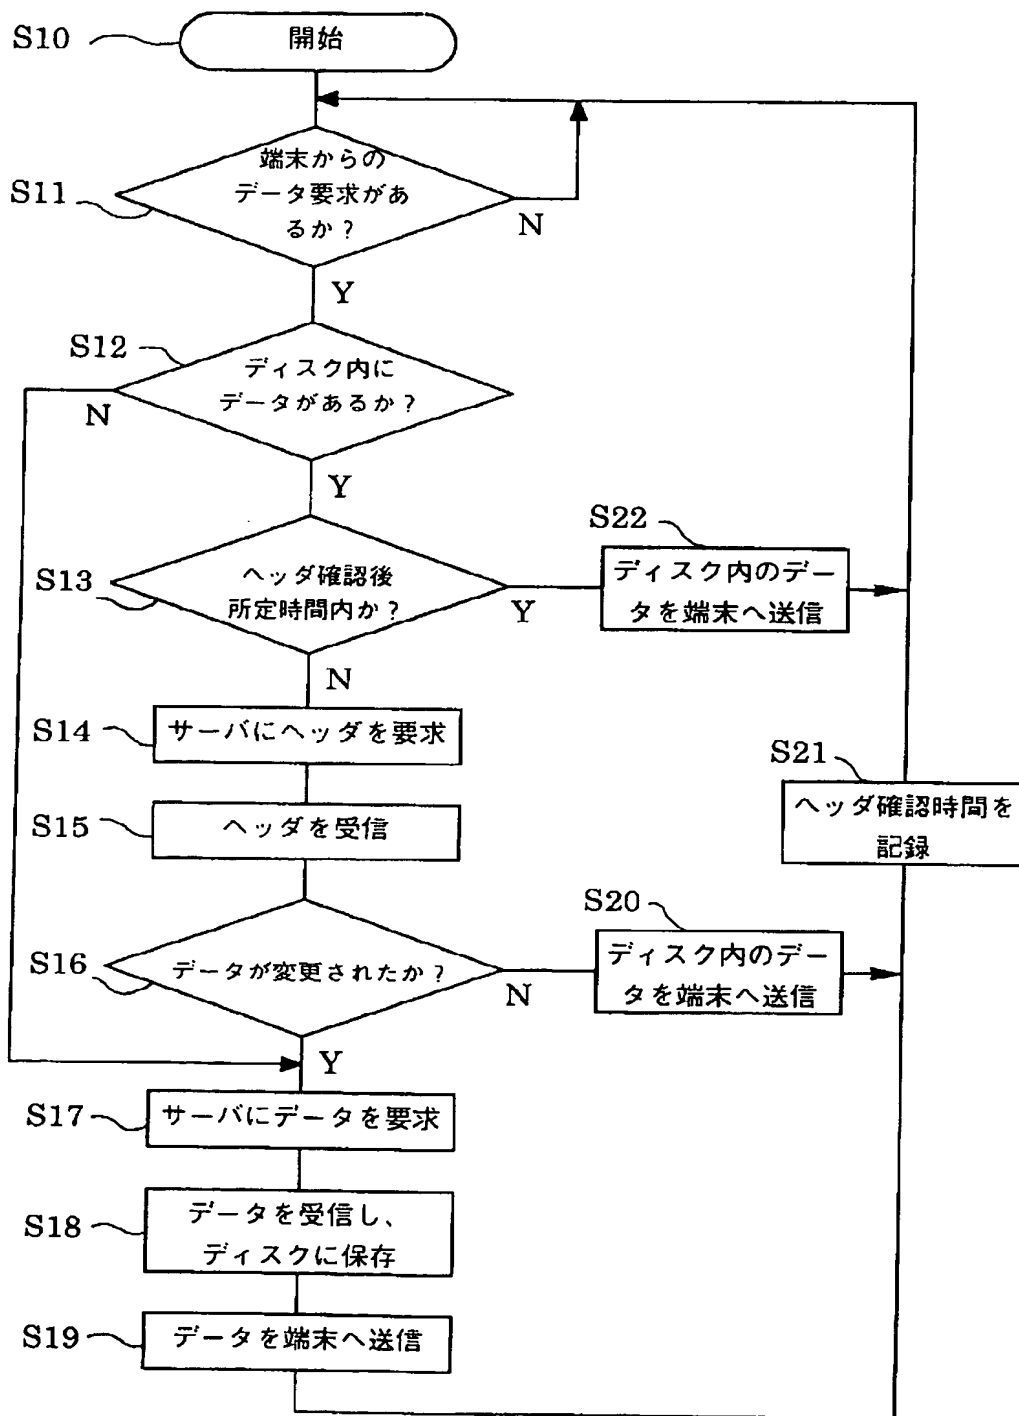 S10
開始
S11
端末からの
データ要求があ
るか？
N
Y
S12
ディスク内に
データがあるか？
N
Y
S13
ヘッダ確認後
所定時間内か？
Y
N
S22
ディスク内のデー
タを端末へ送信
S14
サーバにヘッダを要求
S21
ヘッダ確認時間を
記録
S15
ヘッダを受信
S16
データが変更されたか？
N
Y
S20
ディスク内のデー
タを端末へ送信
S17
サーバにデータを要求
S18
データを受信し、
ディスクに保存
S19
データを端末へ送信